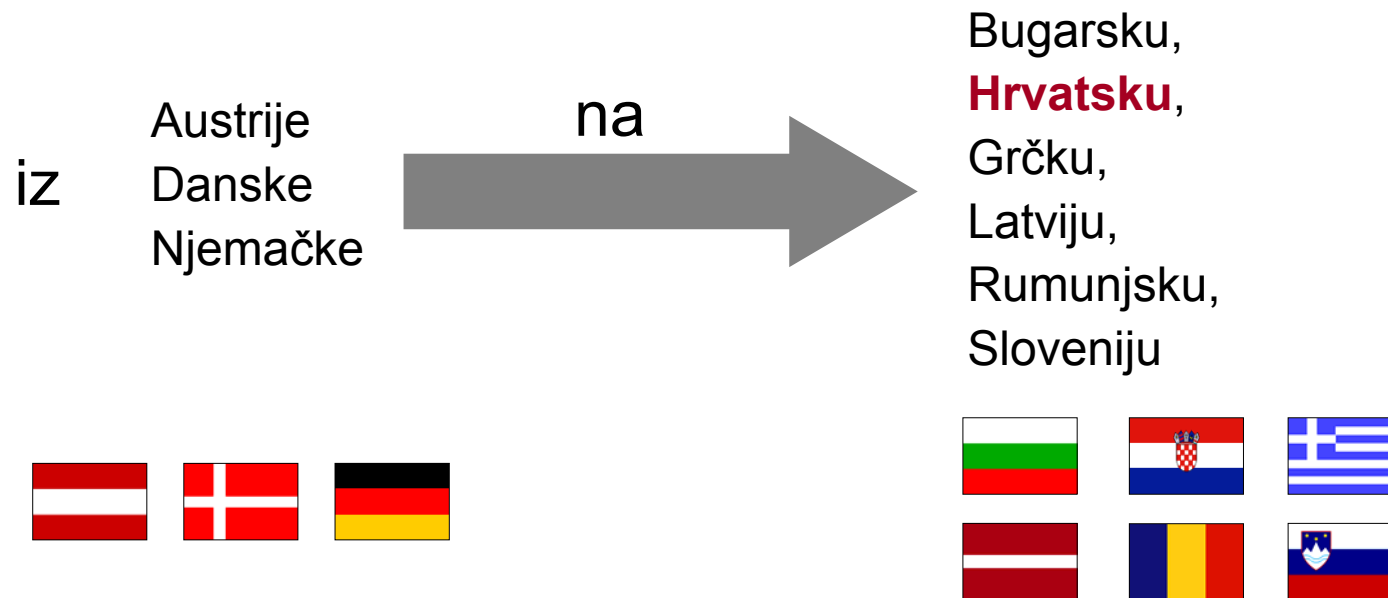 iz
Austrije
Danske
Njemačke
na
Bugarsku,
Hrvatsku,
Grčku,
Latviju,
Rumunjsku,
Sloveniju